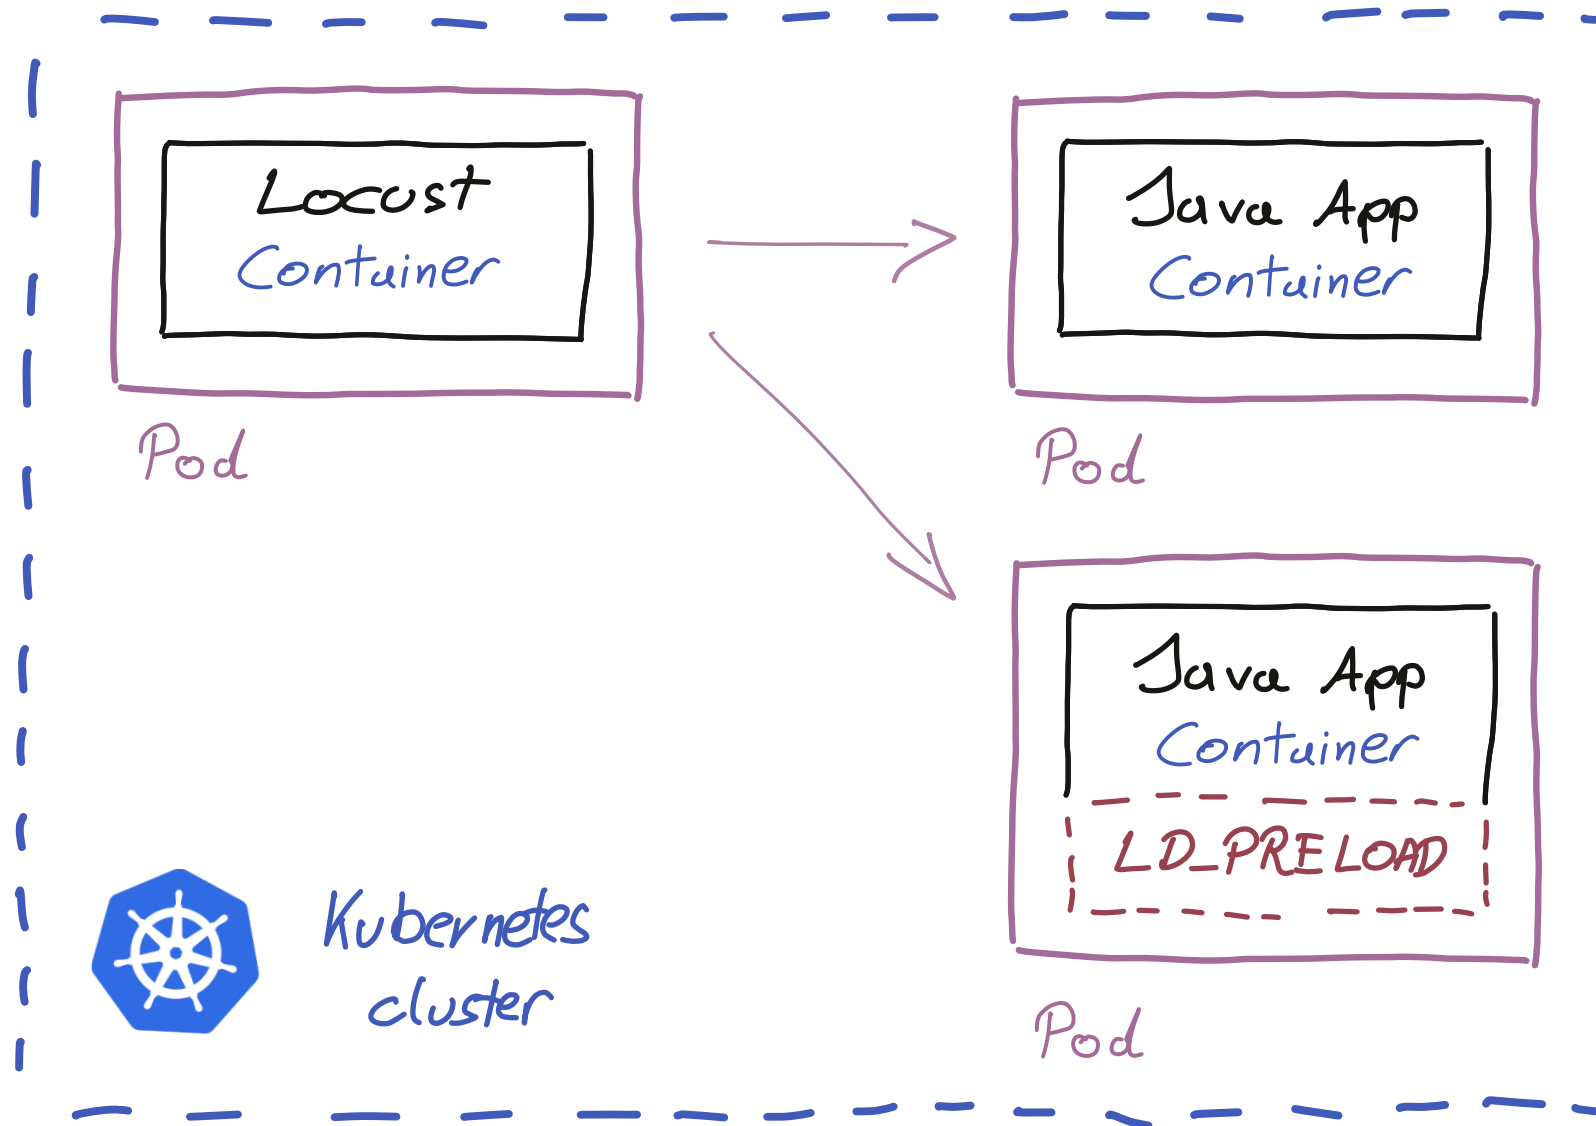 Locust
Container
Pod
Java App
Container
Pod
Java App
Container
LD_PRELOAD
Pod
Kubernetes
cluster